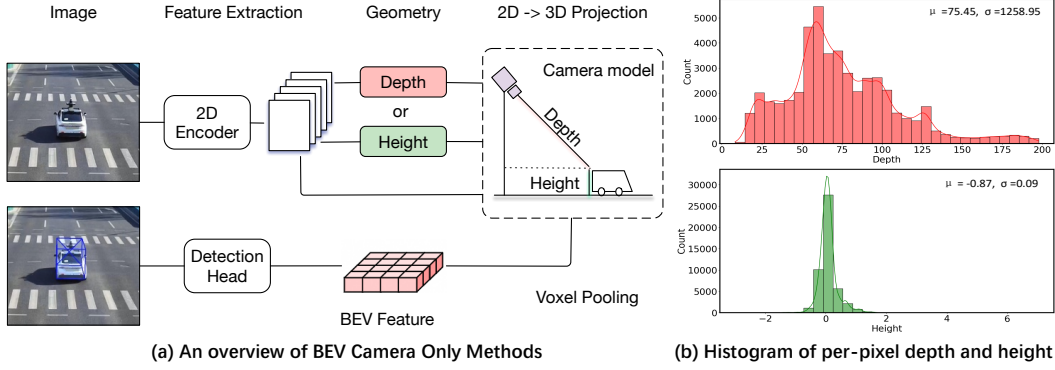 Image
Feature Extraction
Geometry
2D -> 3D Projection
2D
Encoder
Depth
or
Height
Camera model
Depth
Height
Detection
Head
BEV Feature
Voxel Pooling
(a) An overview of BEV Camera Only Methods
μ =75.45, σ =1258.95
Count
5000
4000
3000
2000
1000
0
25 50 75 100 125 150 175 200
Depth
μ = -0.87, σ =0.09
Count
30000
25000
20000
15000
10000
5000
0
−2 0 2 4 6
Height
(b) Histogram of per-pixel depth and height